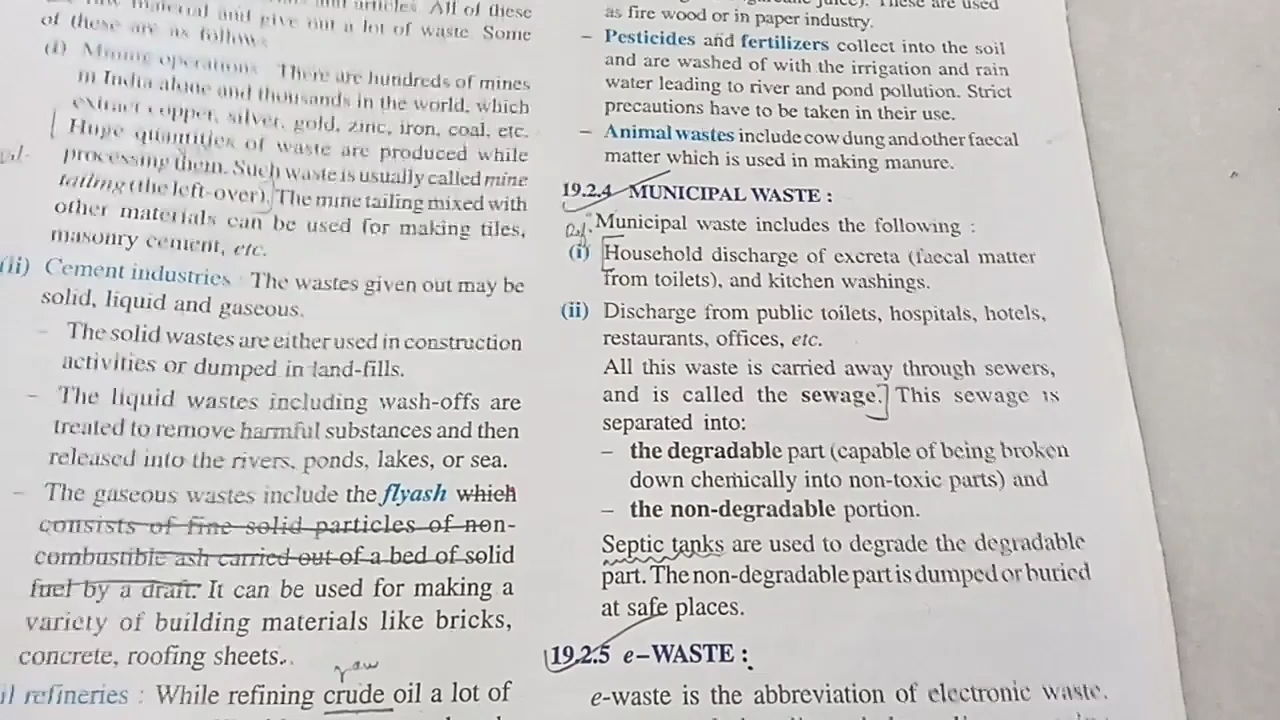 articles. All of these
material and give out a lot of waste. Some
of these are as follows
(i) Mining operations There are hundreds of mines
in India alone and thousands in the world, which
extract copper, silver, gold, zinc, iron, coal, etc.
Huge quantities of waste are produced while
processing them. Such waste is usually called mine
tailing (the left-over). The mine tailing mixed with
other materials can be used for making tiles,
masonry cement, etc.
(ii) Cement industries : The wastes given out may be
solid, liquid and gaseous.
– The solid wastes are either used in construction
activities or dumped in land-fills.
– The liquid wastes including wash-offs are
treated to remove harmful substances and then
released into the rivers, ponds, lakes, or sea.
– The gaseous wastes include the flyash which
consists of fine solid particles of non-
combustible ash carried out of a bed of solid
fuel by a draft. It can be used for making a
variety of building materials like bricks,
concrete, roofing sheets..
raw
il refineries : While refining crude oil a lot of
juice). These are used
as fire wood or in paper industry.
– Pesticides and fertilizers collect into the soil
and are washed of with the irrigation and rain
water leading to river and pond pollution. Strict
precautions have to be taken in their use.
– Animal wastes include cow dung and other faecal
matter which is used in making manure.
19.2.4 MUNICIPAL WASTE :
Municipal waste includes the following :
(i) Household discharge of excreta (faecal matter
from toilets), and kitchen washings.
(ii) Discharge from public toilets, hospitals, hotels,
restaurants, offices, etc.
All this waste is carried away through sewers,
and is called the sewage. This sewage is
separated into:
– the degradable part (capable of being broken
down chemically into non-toxic parts) and
– the non-degradable portion.
Septic tanks are used to degrade the degradable
part. The non-degradable part is dumped or buried
at safe places.
19.2.5 e–WASTE :
e-waste is the abbreviation of electronic waste.